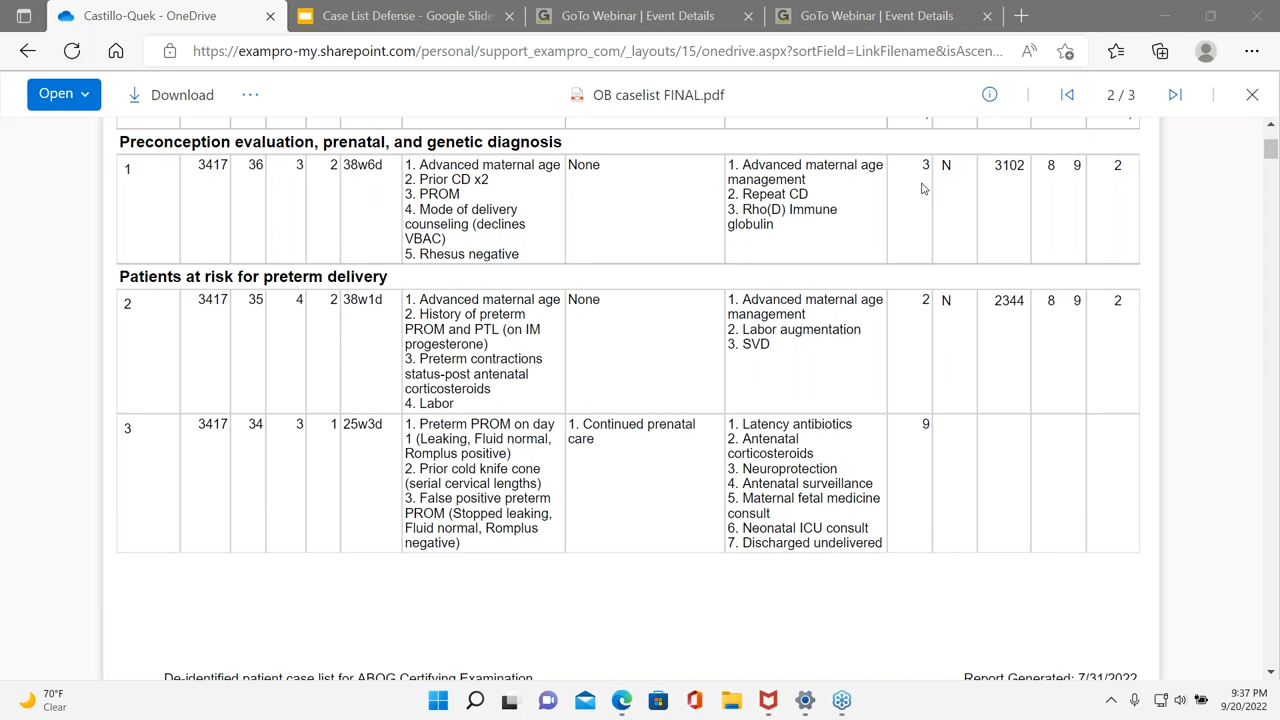 Castillo-Quek - OneDrive
Case List Defense - Google Slide
GoTo Webinar | Event Details
GoTo Webinar | Event Details
https://exampro-my.sharepoint.com/personal/support_exampro_com/_layouts/15/onedrive.aspx?sortField=LinkFilename&isAscen...
Open
Download
OB caselist FINAL.pdf
2 / 3
Preconception evaluation, prenatal, and genetic diagnosis
1 3417 36 3 2 38w6d 1. Advanced maternal age None 1. Advanced maternal age 3 N 3102 8 9 2
2. Prior CD x2 management
3. PROM 2. Repeat CD
4. Mode of delivery 3. Rho(D) Immune
counseling (declines globulin
VBAC)
5. Rhesus negative
Patients at risk for preterm delivery
2 3417 35 4 2 38w1d 1. Advanced maternal age None 1. Advanced maternal age 2 N 2344 8 9 2
2. History of preterm management
PROM and PTL (on IM 2. Labor augmentation
progesterone) 3. SVD
3. Preterm contractions
status-post antenatal
corticosteroids
4. Labor
3 3417 34 3 1 25w3d 1. Preterm PROM on day 1. Continued prenatal 1. Latency antibiotics 9
1 (Leaking, Fluid normal, care 2. Antenatal
Romplus positive) corticosteroids
2. Prior cold knife cone 3. Neuroprotection
(serial cervical lengths) 4. Antenatal surveillance
3. False positive preterm 5. Maternal fetal medicine
PROM (Stopped leaking, consult
Fluid normal, Romplus 6. Neonatal ICU consult
negative) 7. Discharged undelivered
De-identified patient case list for ABOG Certifying Examination
Report Generated: 7/31/2022
70°F
Clear
9:37 PM
9/20/2022